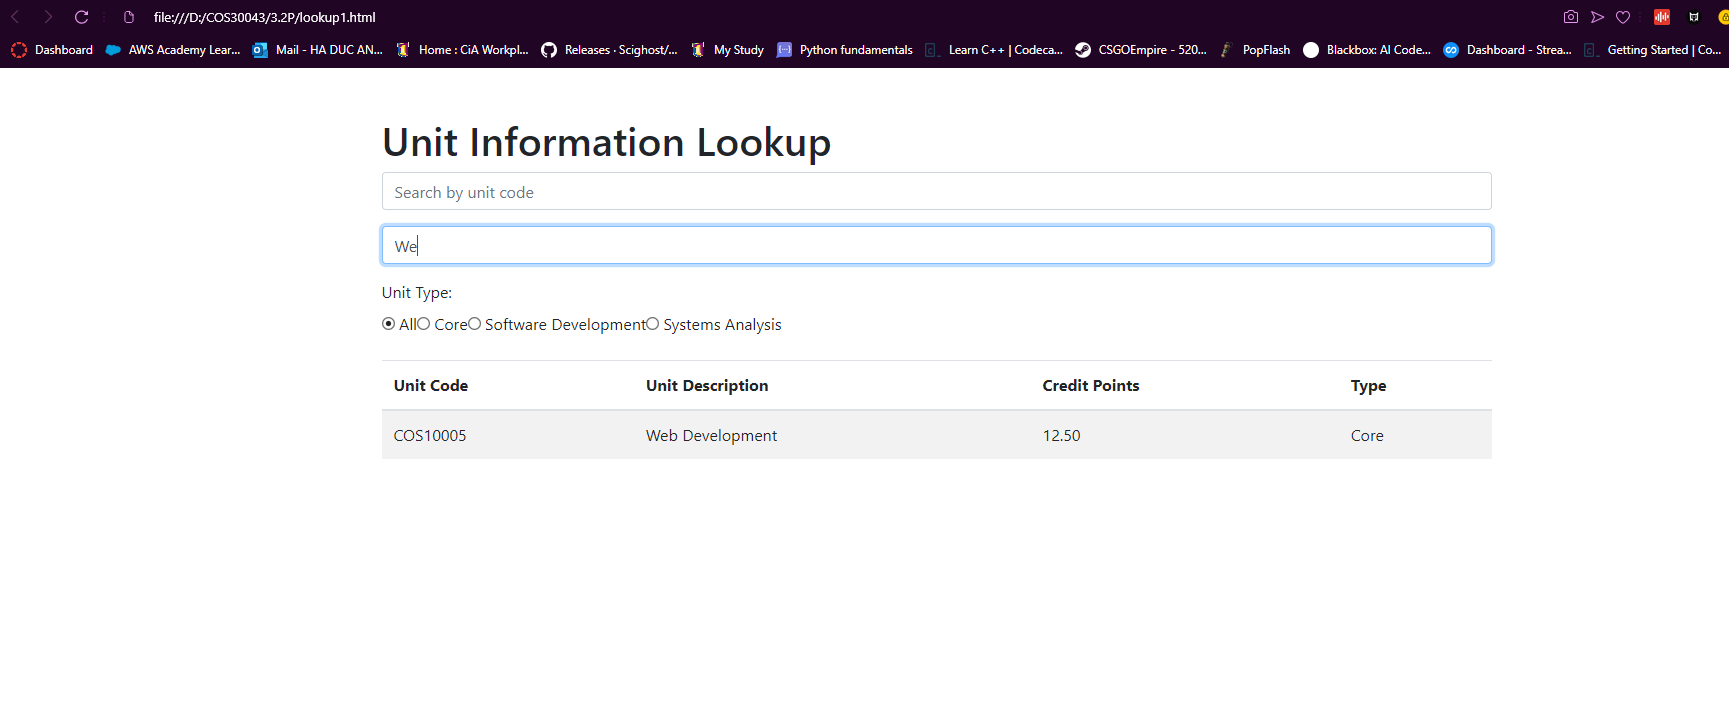 file:///D:/COS30043/3.2P/lookup1.html
Dashboard AWS Academy Lear... Mail - HA DUC AN... Home : CiA Workpl... Releases · Scighost/... My Study Python fundamentals Learn C++ | Codeca... CSGOEmpire - 520... PopFlash Blackbox: AI Code... Dashboard - Strea... Getting Started | Co...
Unit Information Lookup
Search by unit code
We
Unit Type:
All Core Software Development Systems Analysis
Unit Code Unit Description Credit Points Type
COS10005 Web Development 12.50 Core